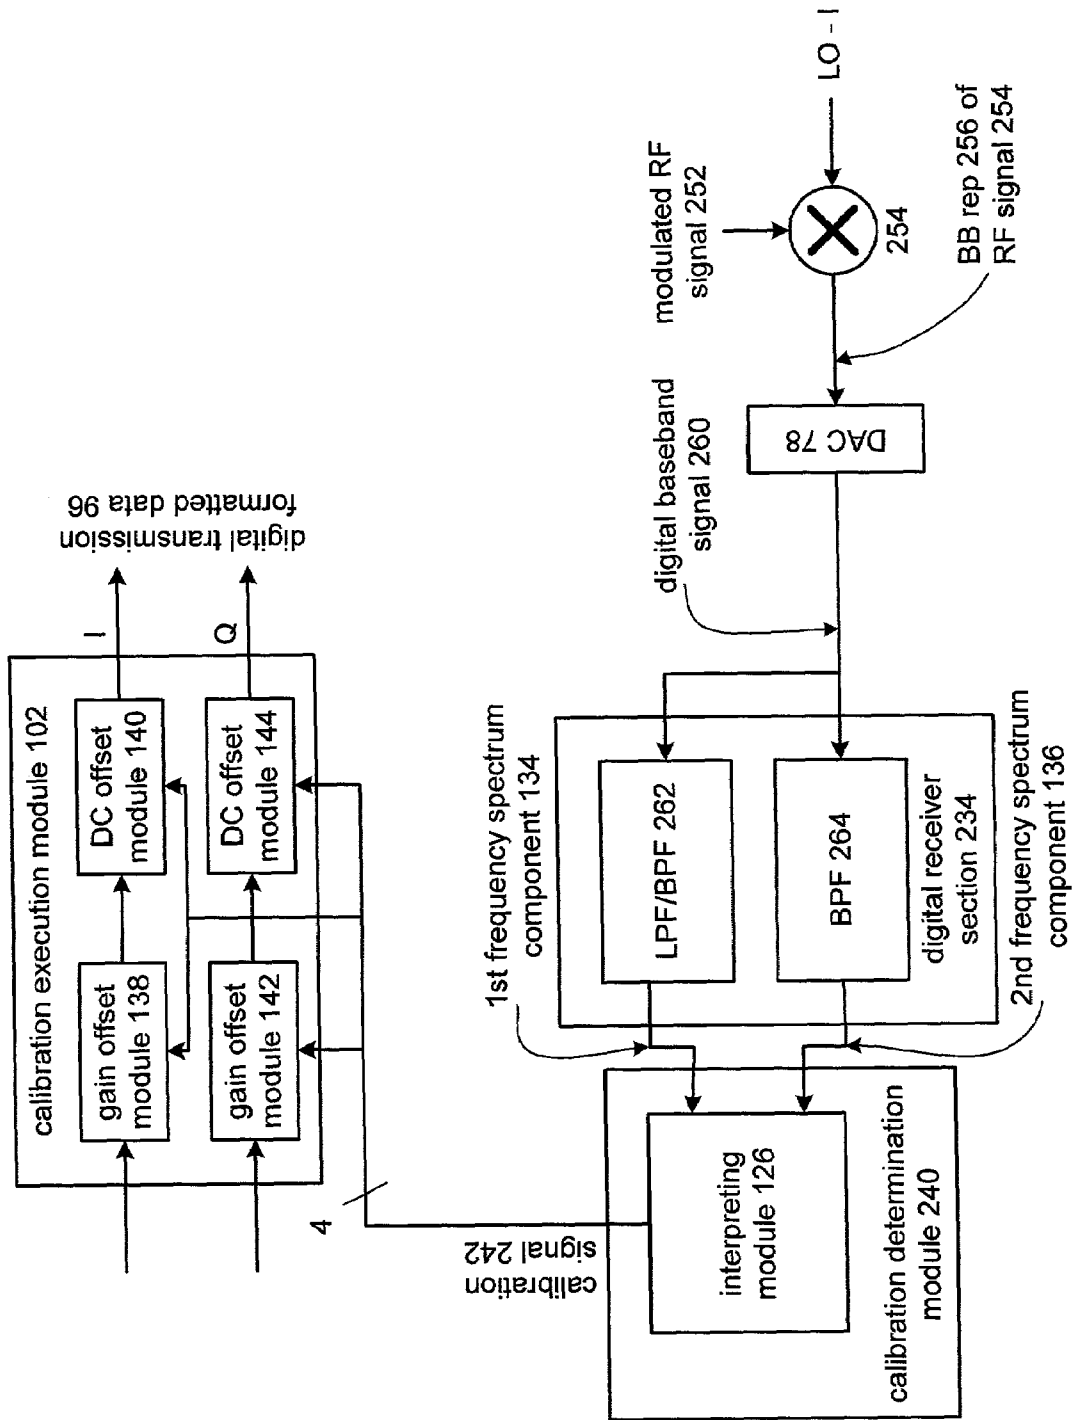 calibration execution module 102
gain offset
module 138
DC offset
module 140
gain offset
module 142
DC offset
module 144
I
Q
digital transmission
formatted data 96
4
calibration
signal 242
interpreting
module 126
calibration determination
module 240
1st frequency spectrum
component 134
LPF/BPF 262
BPF 264
digital receiver
section 234
2nd frequency spectrum
component 136
digital baseband
signal 260
DAC 78
modulated RF
signal 252
254
LO - I
BB rep 256 of
RF signal 254